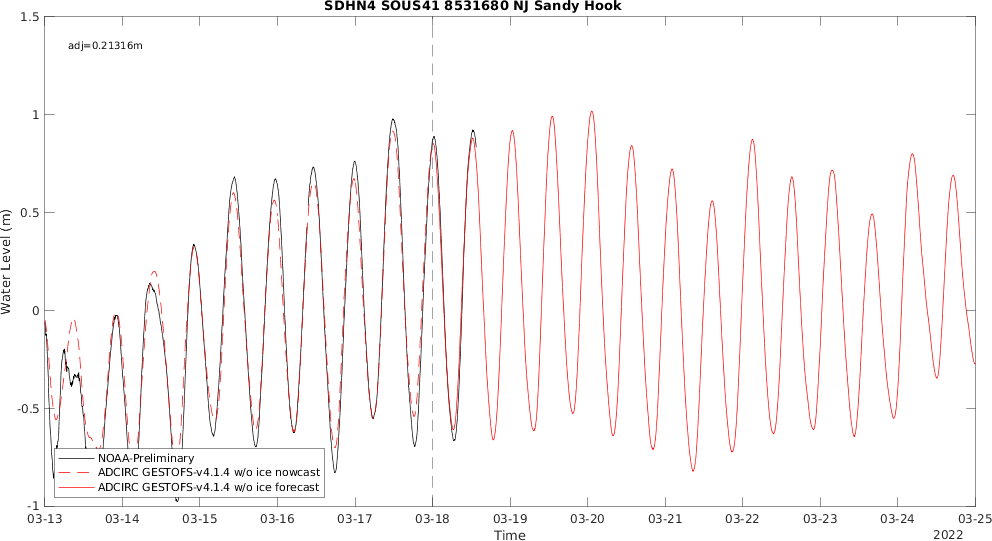 SDHN4 SOUS41 8531680 NJ Sandy Hook
adj=0.21316m
1.5
1
0.5
0
-0.5
-1
Water Level (m)
NOAA-Preliminary
ADCIRC GESTOFS-v4.1.4 w/o ice nowcast
ADCIRC GESTOFS-v4.1.4 w/o ice forecast
03-13 03-14 03-15 03-16 03-17 03-18 03-19 03-20 03-21 03-22 03-23 03-24 03-25
Time
2022